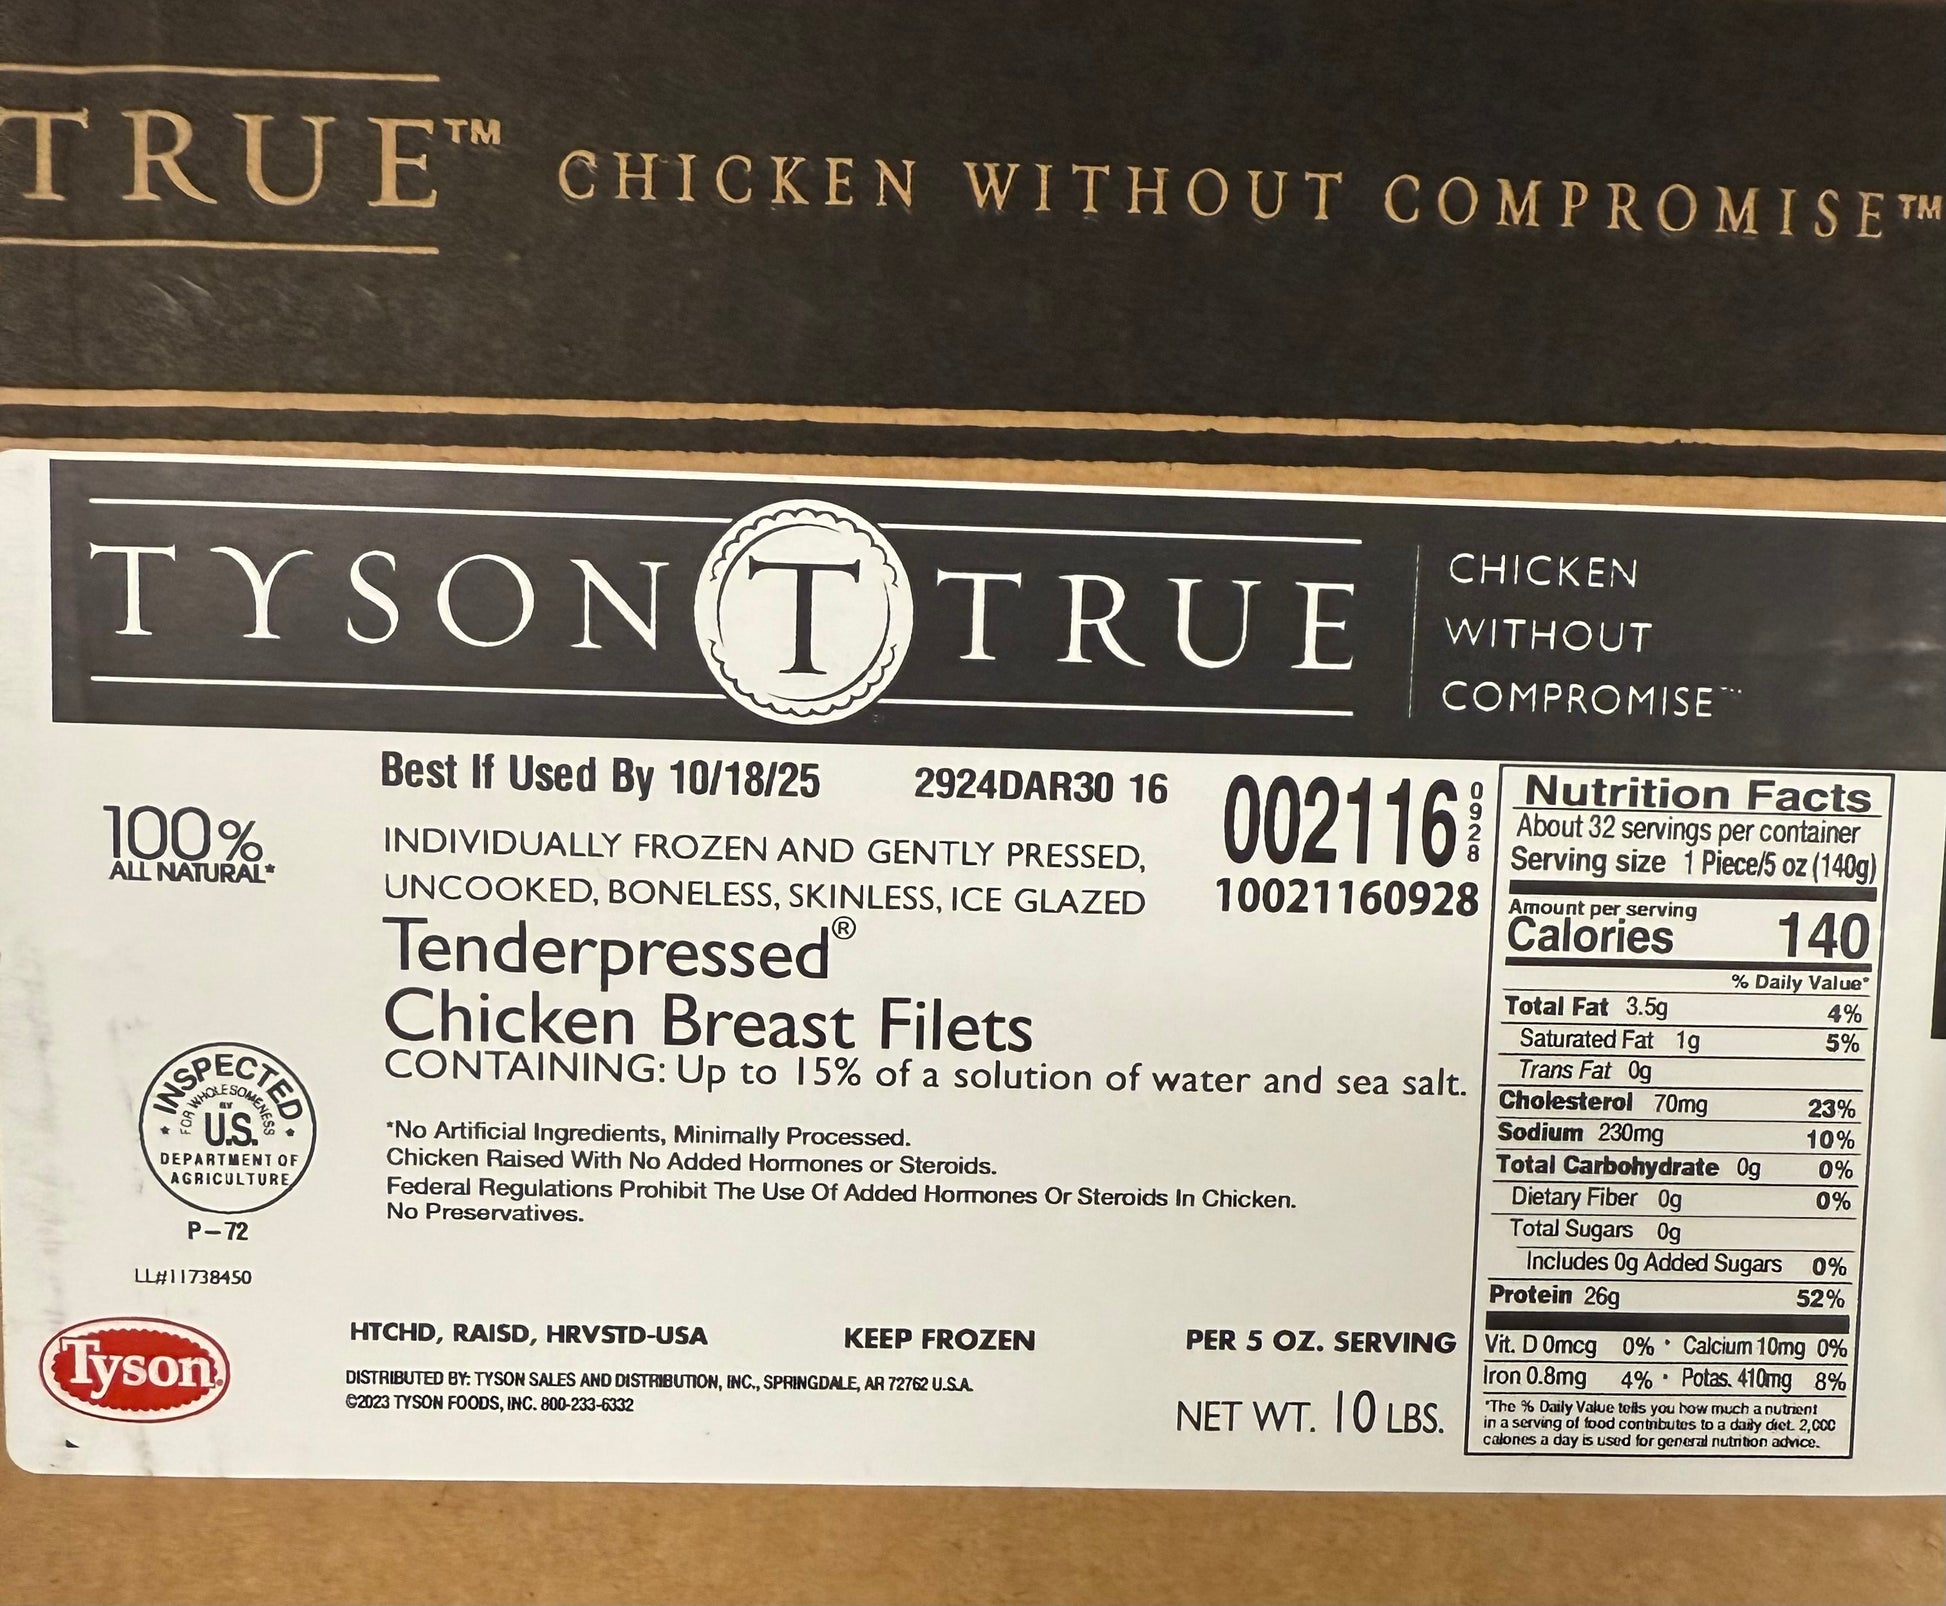 TRUE™ CHICKEN WITHOUT COMPROMISE™
TYSON T TRUE
CHICKEN
WITHOUT
COMPROMISE™
Best If Used By 10/18/25 2924DAR30 16
002116 0928
10021160928
100%
ALL NATURAL*
INDIVIDUALLY FROZEN AND GENTLY PRESSED,
UNCOOKED, BONELESS, SKINLESS, ICE GLAZED
Tenderpressed®
Chicken Breast Filets
CONTAINING: Up to 15% of a solution of water and sea salt.
*No Artificial Ingredients, Minimally Processed.
Chicken Raised With No Added Hormones or Steroids.
Federal Regulations Prohibit The Use Of Added Hormones Or Steroids In Chicken.
No Preservatives.
INSPECTED
FOR WHOLESOMENESS
BY
U.S.
DEPARTMENT OF
AGRICULTURE
P-72
LL#11738450
Tyson
HTCHD, RAISD, HRVSTD-USA KEEP FROZEN PER 5 OZ. SERVING
DISTRIBUTED BY: TYSON SALES AND DISTRIBUTION, INC., SPRINGDALE, AR 72762 U.S.A.
©2023 TYSON FOODS, INC. 800-233-6332
NET WT. 10 LBS.
Nutrition Facts
About 32 servings per container
Serving size 1 Piece/5 oz (140g)
Amount per serving
Calories 140
% Daily Value*
Total Fat 3.5g 4%
Saturated Fat 1g 5%
Trans Fat 0g
Cholesterol 70mg 23%
Sodium 230mg 10%
Total Carbohydrate 0g 0%
Dietary Fiber 0g 0%
Total Sugars 0g
Includes 0g Added Sugars 0%
Protein 26g 52%
Vit. D 0mcg 0% • Calcium 10mg 0%
Iron 0.8mg 4% • Potas. 410mg 8%
*The % Daily Value tells you how much a nutrient
in a serving of food contributes to a daily diet. 2,000
calories a day is used for general nutrition advice.